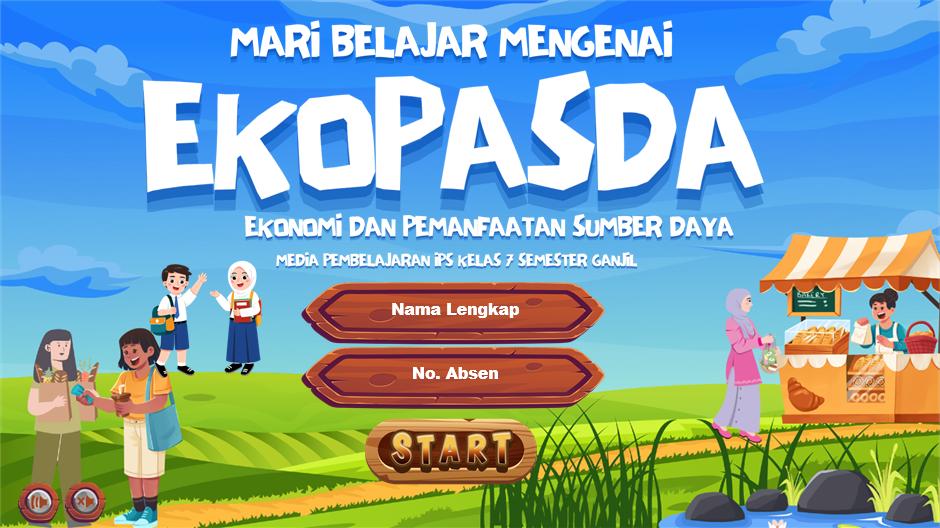 MARI BELAJAR MENGENAI
EKOPASDA
EKONOMI DAN PEMANFAATAN SUMBER DAYA
MEDIA PEMBELAJARAN IPS KELAS 7 SEMESTER GANJIL
BAKERY
Nama Lengkap
No. Absen
START